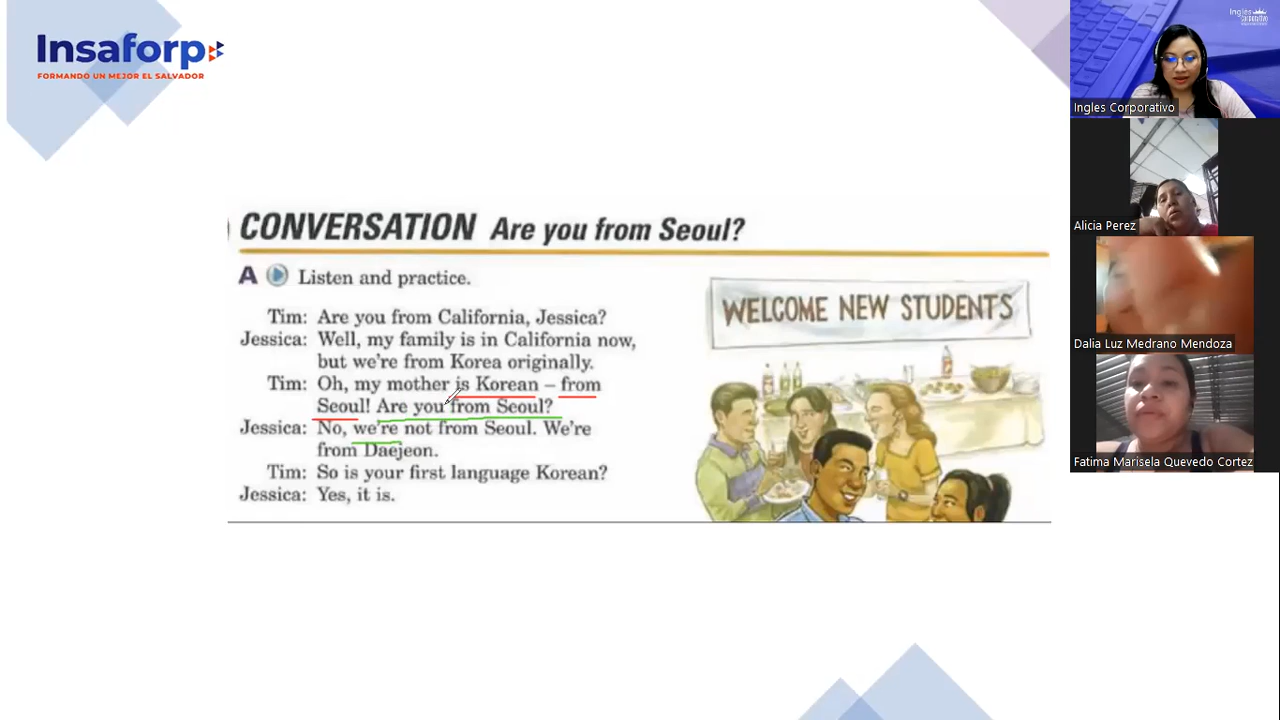 Insaforp
FORMANDO UN MEJOR EL SALVADOR
CONVERSATION Are you from Seoul?
A Listen and practice.
Tim: Are you from California, Jessica?
Jessica: Well, my family is in California now,
but we're from Korea originally.
Tim: Oh, my mother is Korean – from
Seoul! Are you from Seoul?
Jessica: No, we're not from Seoul. We're
from Daejeon.
Tim: So is your first language Korean?
Jessica: Yes, it is.
WELCOME NEW STUDENTS
Ingles
Ingles Corporativo
Alicia Perez
Dalia Luz Medrano Mendoza
Fatima Marisela Quevedo Cortez